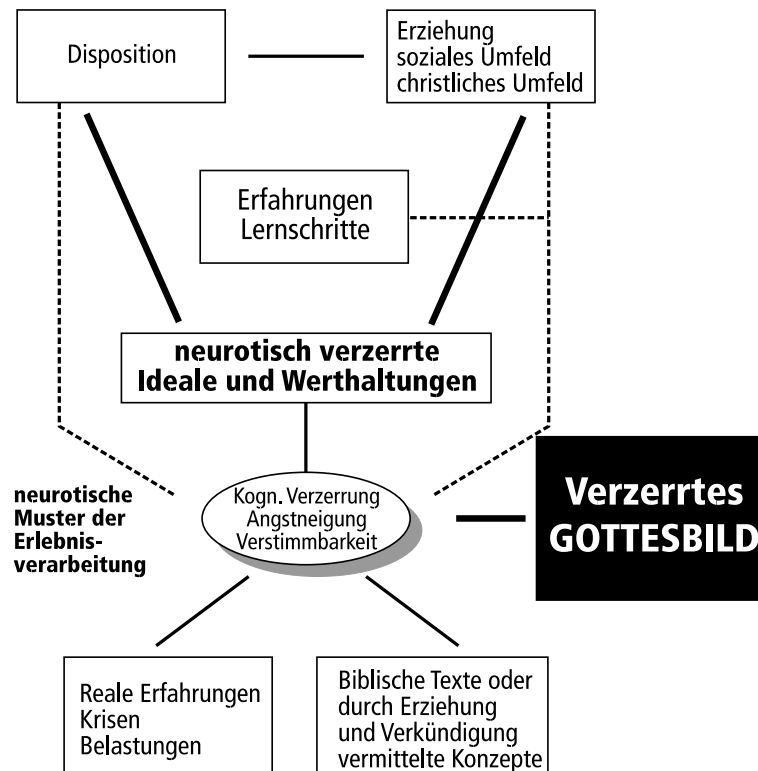 Disposition
Erziehung
soziales Umfeld
christliches Umfeld
Erfahrungen
Lernschritte
neurotisch verzerrte
Ideale und Werthaltungen
neurotische
Muster der
Erlebnis-
verarbeitung
Kogn. Verzerrung
Angstneigung
Verstimmbarkeit
Verzerrtes
GOTTESBILD
Reale Erfahrungen
Krisen
Belastungen
Biblische Texte oder
durch Erziehung
und Verkündigung
vermittelte Konzepte